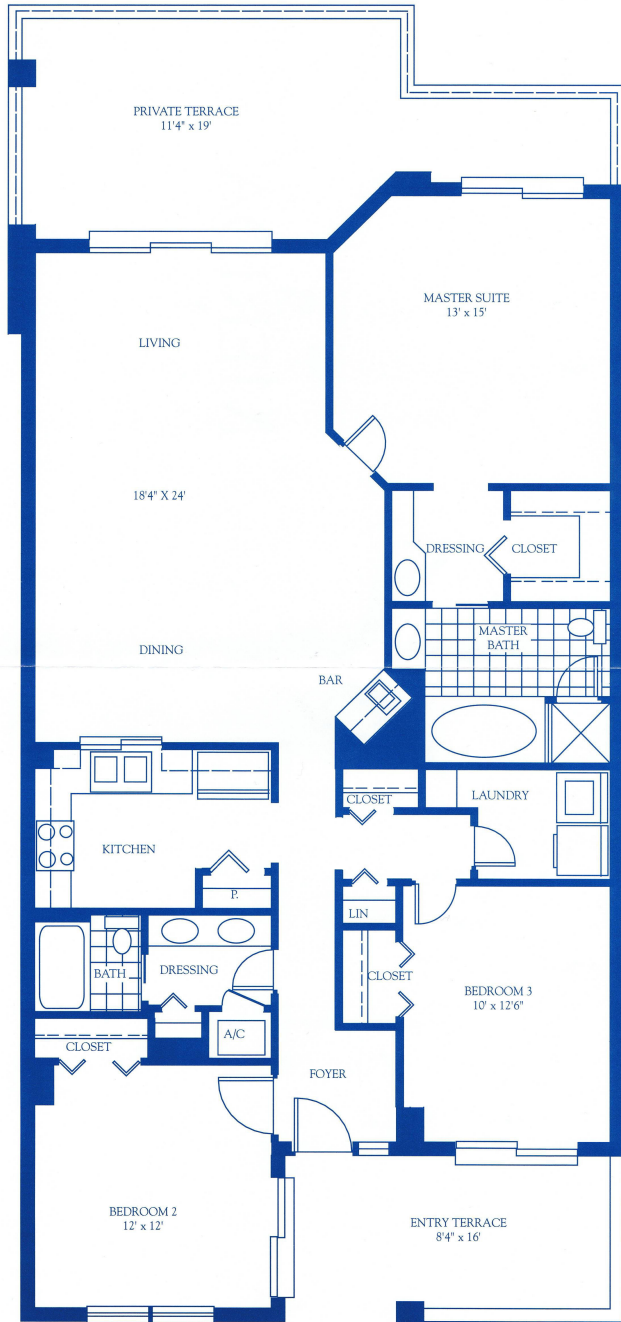 PRIVATE TERRACE
11'4" x 19'
MASTER SUITE
13' x 15'
LIVING
18'4" X 24'
DRESSING
CLOSET
DINING
MASTER
BATH
BAR
CLOSET
LAUNDRY
KITCHEN
P.
LIN
BATH
DRESSING
CLOSET
BEDROOM 3
10' x 12'6"
A/C
CLOSET
FOYER
BEDROOM 2
12' x 12'
ENTRY TERRACE
8'4" x 16'